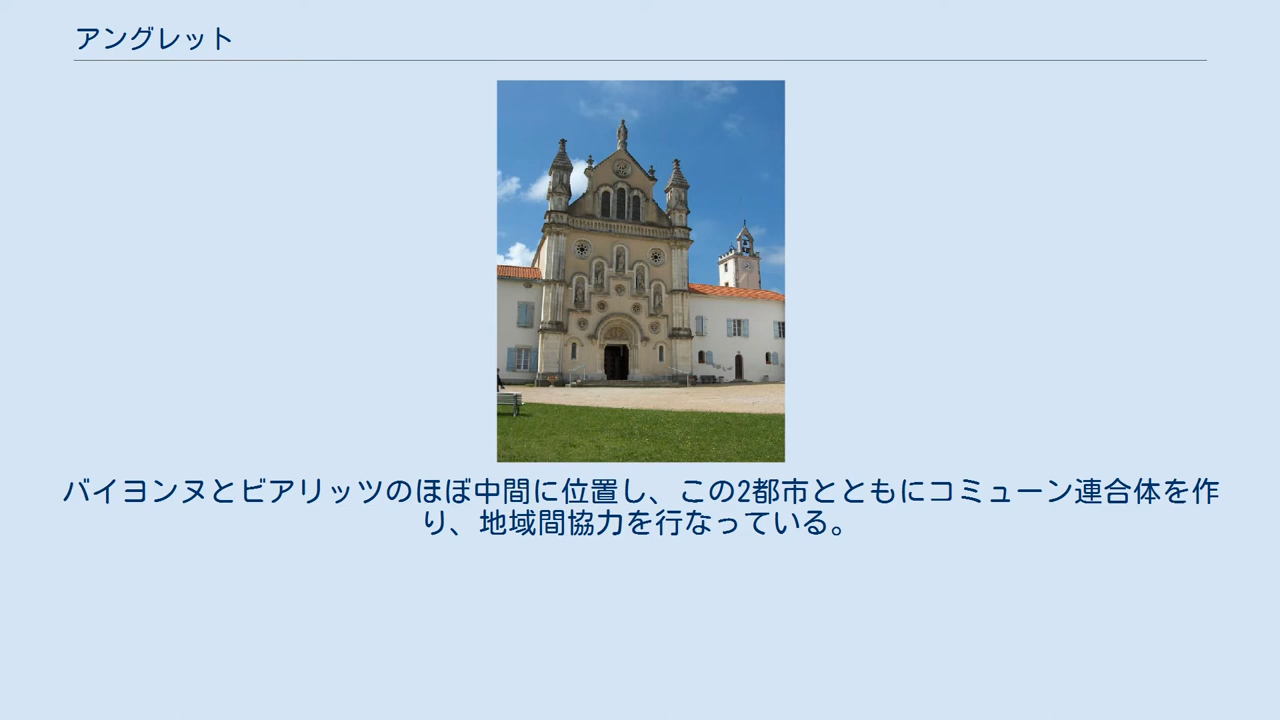 アングレット
バイヨンヌとビアリッツのほぼ中間に位置し、この2都市とともにコミューン連合体を作
り、地域間協力を行なっている。